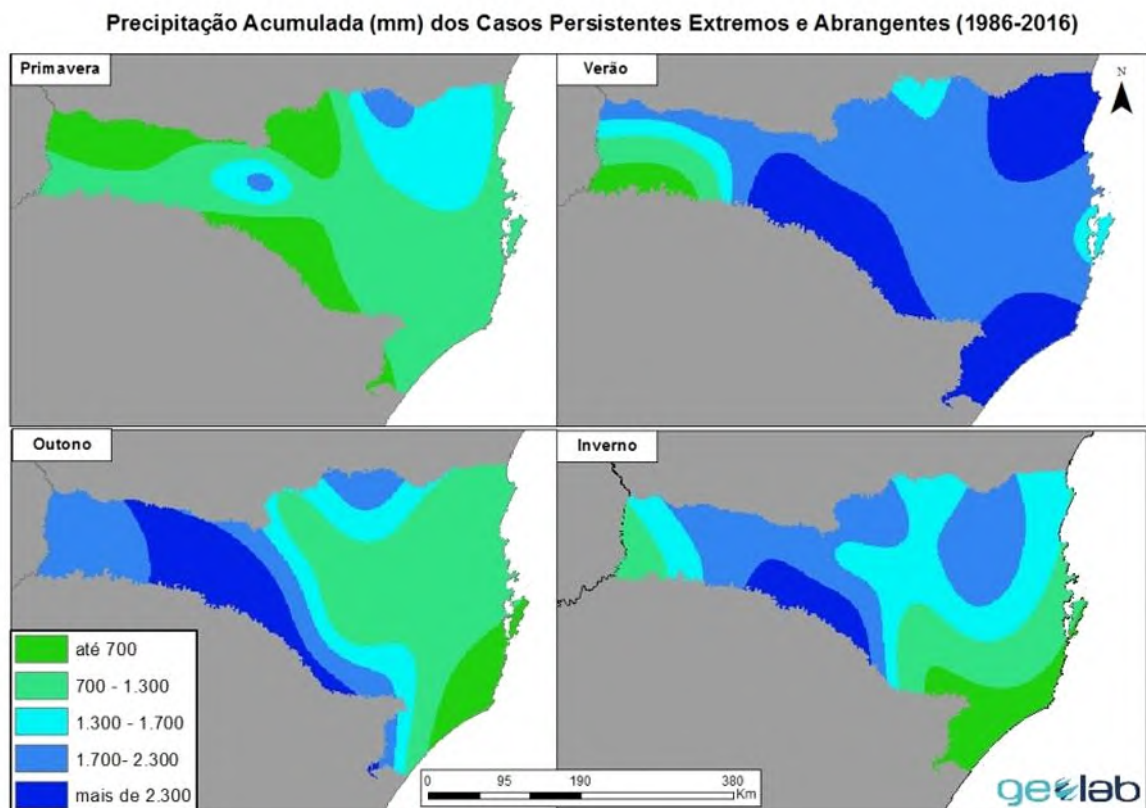 Precipitação Acumulada (mm) dos Casos Persistentes Extremos e Abrangentes (1986-2016)
Primavera
Verão
N
Outono
Inverno
até 700
700 - 1.300
1.300 - 1.700
1.700- 2.300
mais de 2.300
0 95 190 380
Km
geolab